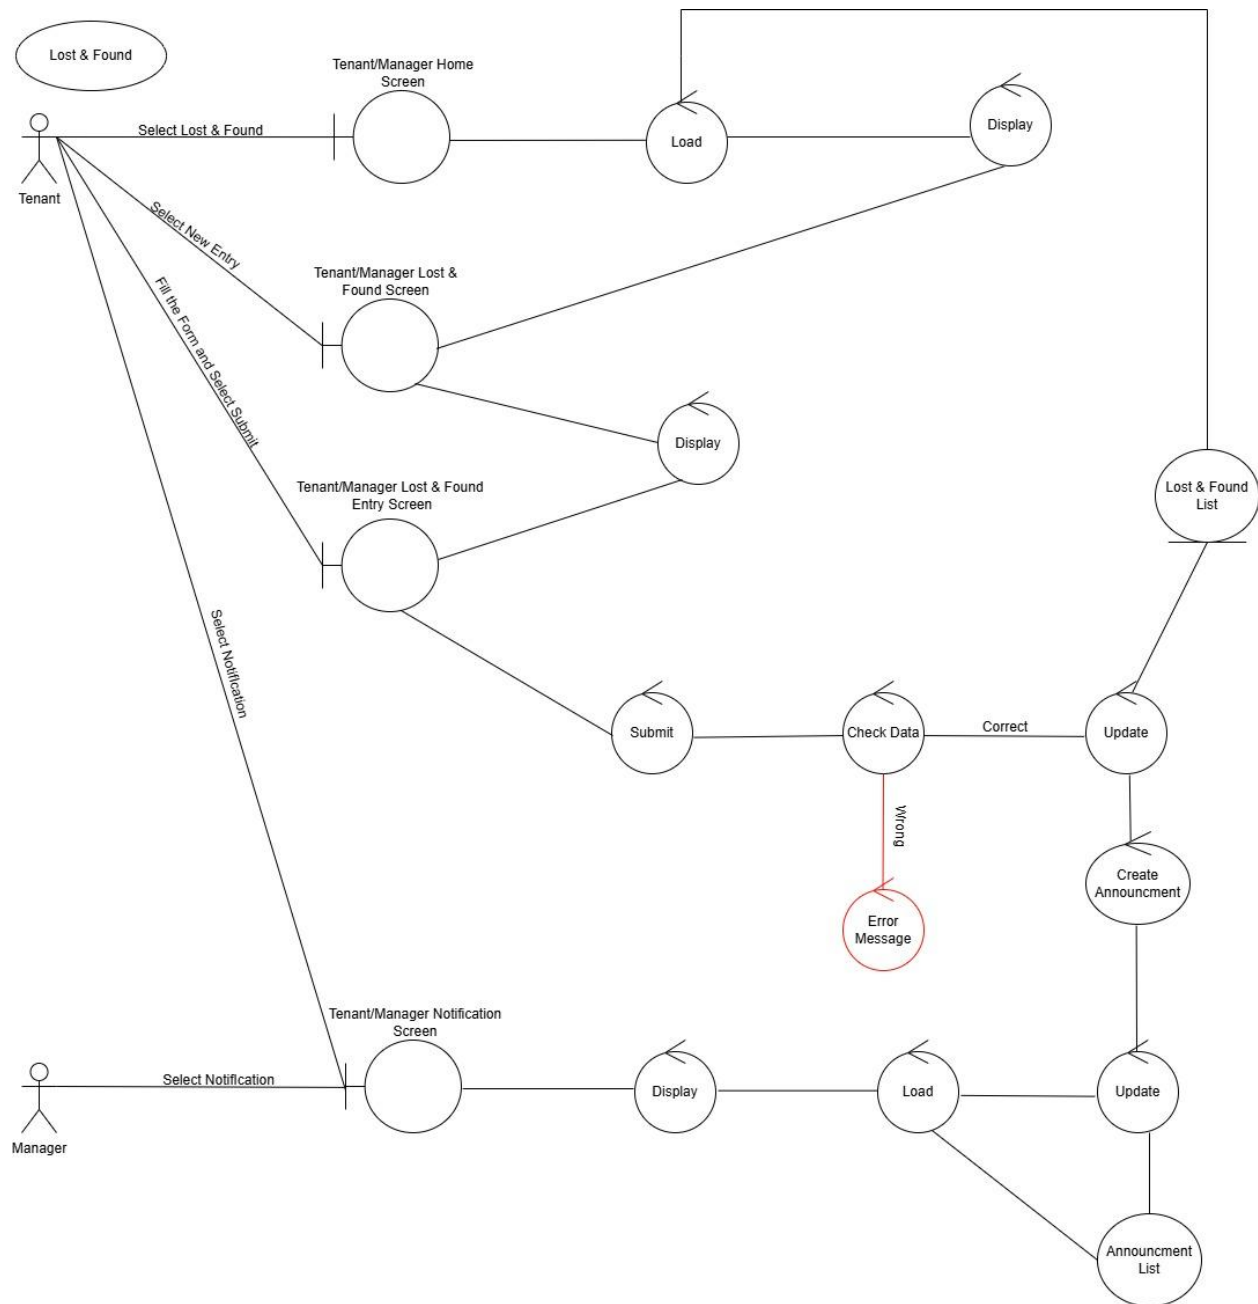 Lost & Found
Tenant/Manager Home
Screen
Select Lost & Found
Load
Display
Tenant
Select New Entry
Tenant/Manager Lost &
Found Screen
Fill the Form and Select Submit
Display
Tenant/Manager Lost & Found
Entry Screen
Lost & Found
List
Select Notification
Submit
Check Data
Correct
Update
Wrong
Create
Announcment
Error
Message
Tenant/Manager Notification
Screen
Select Notification
Display
Load
Update
Manager
Announcment
List